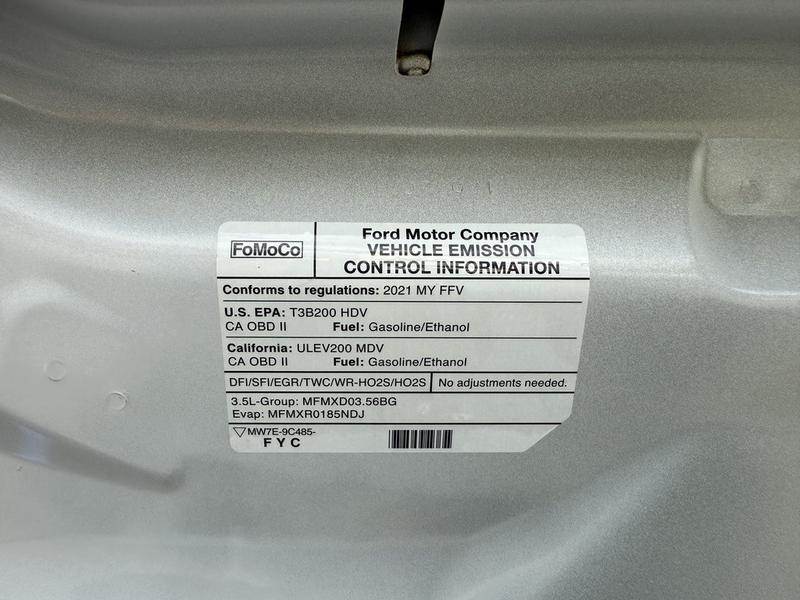 FoMoCo
Ford Motor Company
VEHICLE EMISSION
CONTROL INFORMATION
Conforms to regulations: 2021 MY FFV
U.S. EPA: T3B200 HDV
CA OBD II Fuel: Gasoline/Ethanol
California: ULEV200 MDV
CA OBD II Fuel: Gasoline/Ethanol
DFI/SFI/EGR/TWC/WR-HO2S/HO2S No adjustments needed.
3.5L-Group: MFMXD03.56BG
Evap: MFMXR0185NDJ
MW7E-9C485-
F Y C